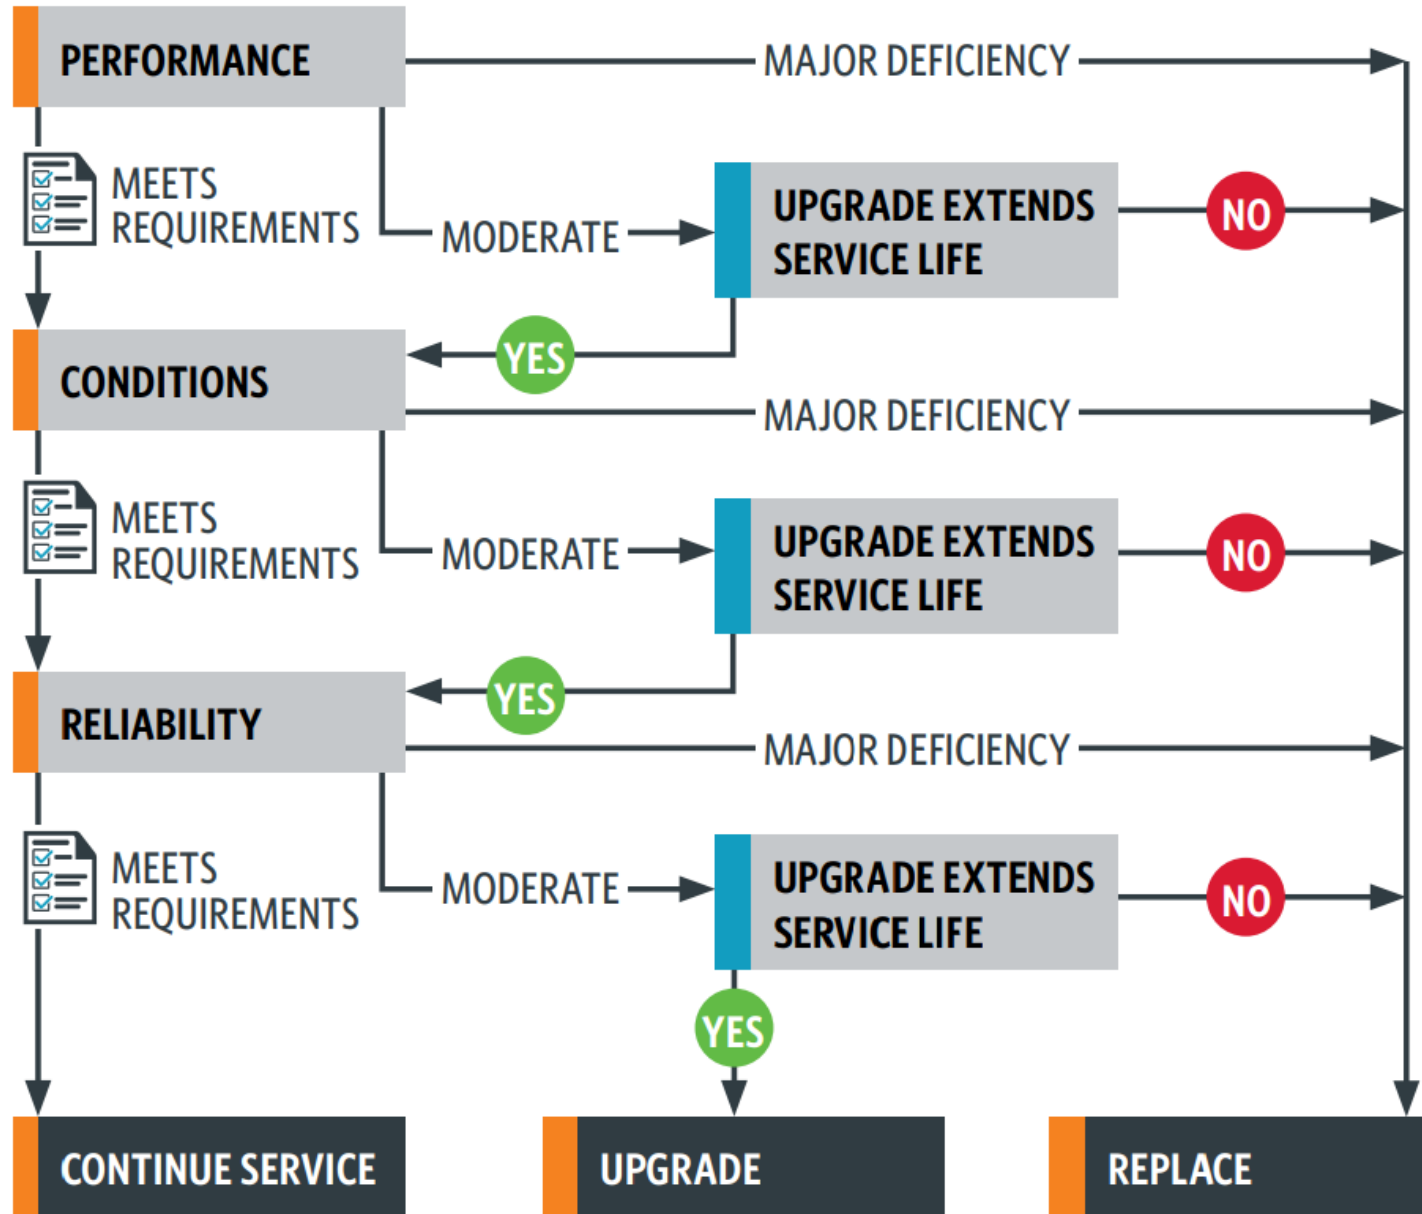 PERFORMANCE
MAJOR DEFICIENCY
MEETS
REQUIREMENTS
MODERATE
UPGRADE EXTENDS
SERVICE LIFE
NO
YES
CONDITIONS
MAJOR DEFICIENCY
MEETS
REQUIREMENTS
MODERATE
UPGRADE EXTENDS
SERVICE LIFE
NO
YES
RELIABILITY
MAJOR DEFICIENCY
MEETS
REQUIREMENTS
MODERATE
UPGRADE EXTENDS
SERVICE LIFE
NO
YES
CONTINUE SERVICE
UPGRADE
REPLACE